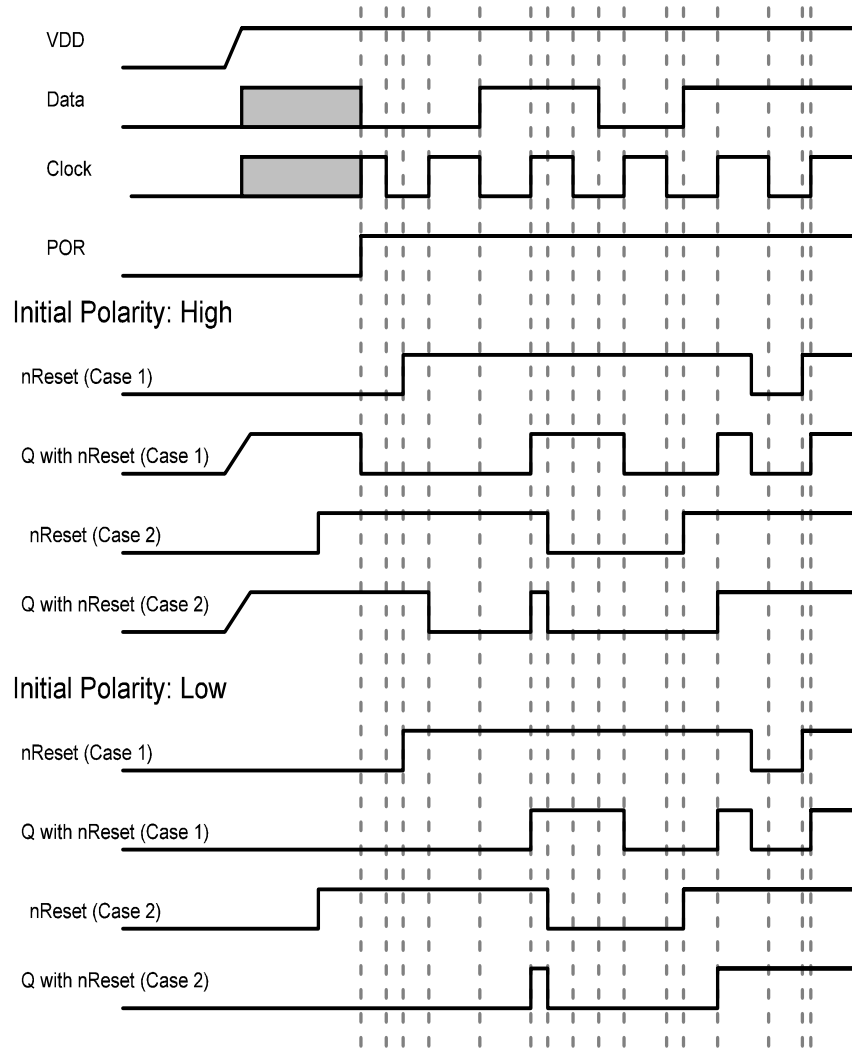 VDD
Data
Clock
POR
Initial Polarity: High
nReset (Case 1)
Q with nReset (Case 1)
nReset (Case 2)
Q with nReset (Case 2)
Initial Polarity: Low
nReset (Case 1)
Q with nReset (Case 1)
nReset (Case 2)
Q with nReset (Case 2)